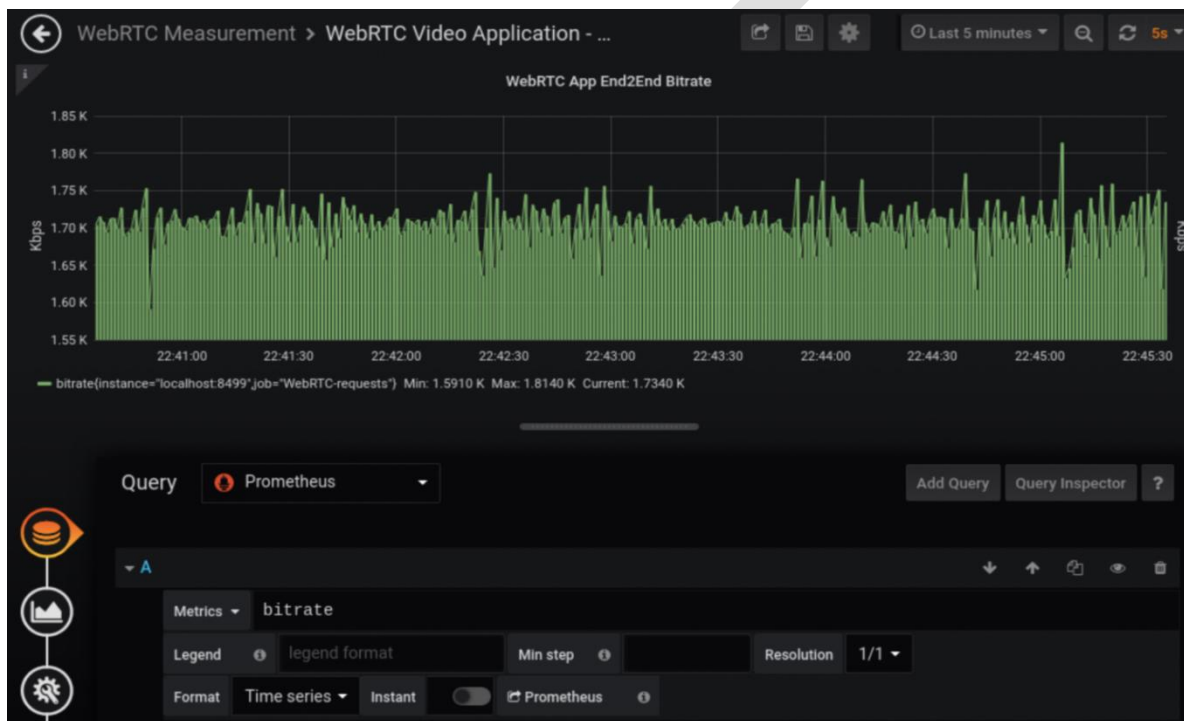 WebRTC Measurement > WebRTC Video Application - ...
Last 5 minutes
5s
i
WebRTC App End2End Bitrate
1.85 K
1.80 K
1.75 K
1.70 K
1.65 K
1.60 K
1.55 K
Kbps
Kbps
22:41:00 22:41:30 22:42:00 22:42:30 22:43:00 22:43:30 22:44:00 22:44:30 22:45:00 22:45:30
bitrate{instance="localhost:8499",job="WebRTC-requests"} Min: 1.5910 K Max: 1.8140 K Current: 1.7340 K
Query Prometheus Add Query Query Inspector ?
A
Metrics bitrate
Legend legend format Min step Resolution 1/1
Format Time series Instant Prometheus